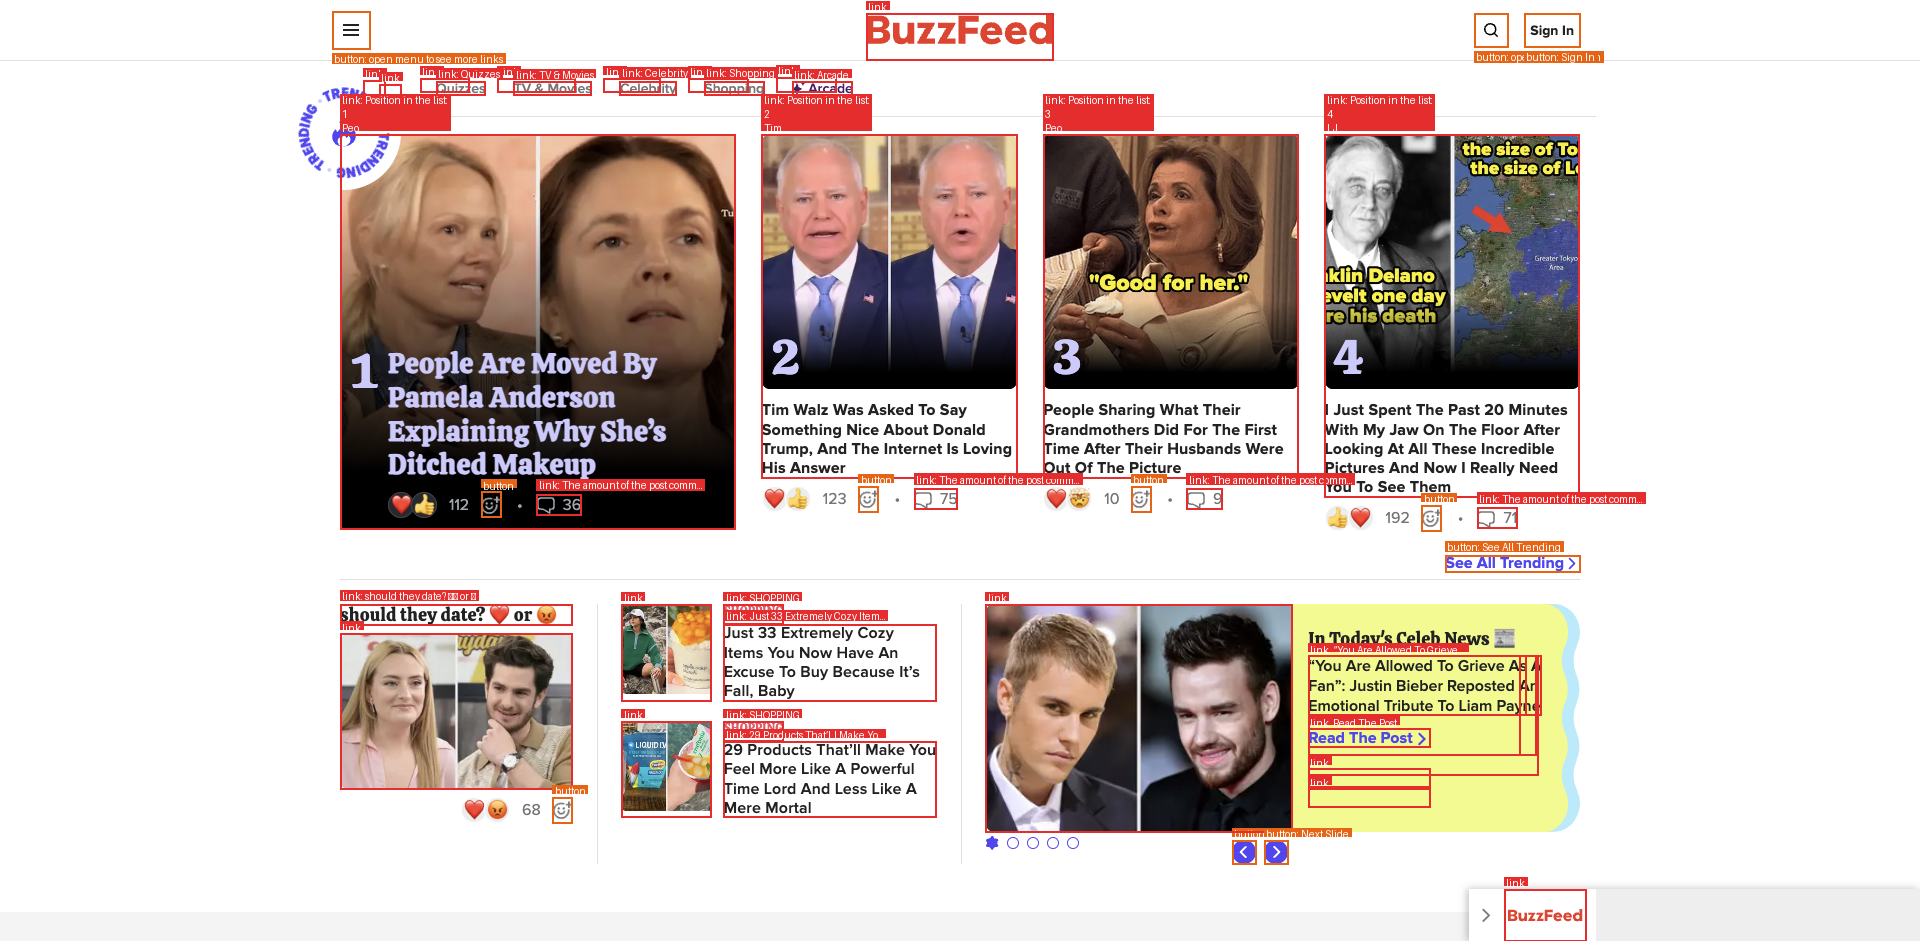 link
BuzzFeed
Sign In
button: open menu to see more links
button: Sign In
link: Quizzes
link: TV & Movies
link: Celebrity
link: Shopping
link: Arcade
Quizzes
TV & Movies
Celebrity
Shopping
Arcade
TRENDING
TRENDING
link: Position in the list
1
Peo
link: Position in the list
2
Tim
link: Position in the list
3
Peo
link: Position in the list
4
I J
1
People Are Moved By
Pamela Anderson
Explaining Why She's
Ditched Makeup
button
link: The amount of the post comm...
112
•
36
2
Tim Walz Was Asked To Say
Something Nice About Donald
Trump, And The Internet Is Loving
His Answer
button
link: The amount of the post comm...
123
•
75
"Good for her."
3
People Sharing What Their
Grandmothers Did For The First
Time After Their Husbands Were
Out Of The Picture
button
link: The amount of the post comm...
10
•
9
the size of To
the size of Lo
Greater Tokyo
Area
nklin Delano
evelt one day
re his death
4
I Just Spent The Past 20 Minutes
With My Jaw On The Floor After
Looking At All These Incredible
Pictures And Now I Really Need
You To See Them
button
link: The amount of the post comm...
192
•
71
button: See All Trending
See All Trending
link: should they date? or
should they date? ❤️ or 😡
link
button
68
link
link: SHOPPING
SHOPPING
link: Just 33 Extremely Cozy Item...
Just 33 Extremely Cozy
Items You Now Have An
Excuse To Buy Because It's
Fall, Baby
link
link: SHOPPING
SHOPPING
link: 29 Products That'll Make Yo...
LIQUID I.V.
29 Products That'll Make You
Feel More Like A Powerful
Time Lord And Less Like A
Mere Mortal
link
In Today's Celeb News 📰
link: "You Are Allowed To Grieve...
"You Are Allowed To Grieve As A
Fan": Justin Bieber Reposted An
Emotional Tribute To Liam Payne
link: Read The Post
Read The Post
link
link
button
button: Next Slide
link
BuzzFeed